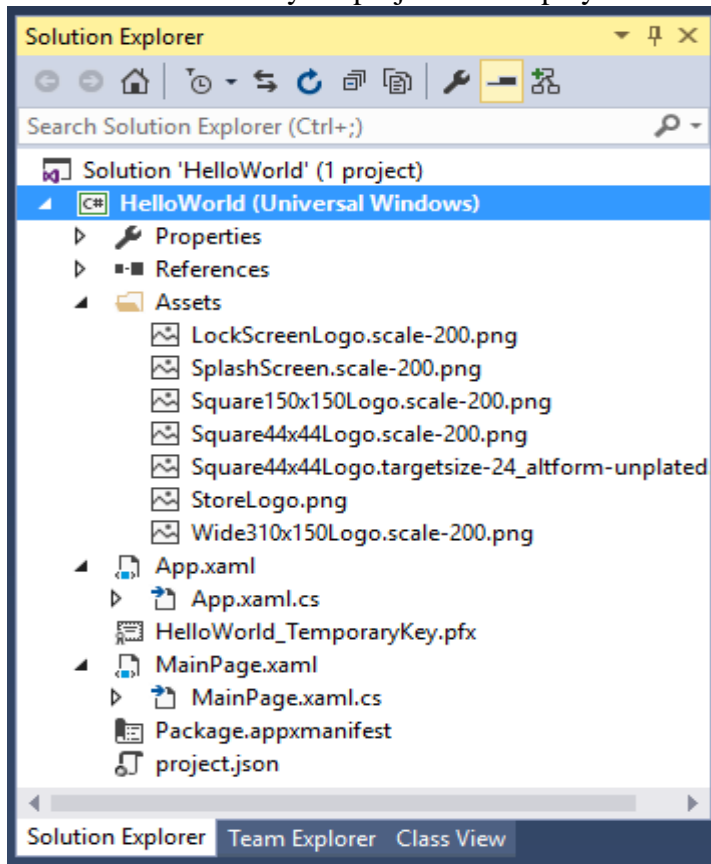 Solution Explorer
Search Solution Explorer (Ctrl+;)
Solution 'HelloWorld' (1 project)
C# HelloWorld (Universal Windows)
Properties
References
Assets
LockScreenLogo.scale-200.png
SplashScreen.scale-200.png
Square150x150Logo.scale-200.png
Square44x44Logo.scale-200.png
Square44x44Logo.targetsize-24_altform-unplated
StoreLogo.png
Wide310x150Logo.scale-200.png
App.xaml
App.xaml.cs
HelloWorld_TemporaryKey.pfx
MainPage.xaml
MainPage.xaml.cs
Package.appxmanifest
project.json
Solution Explorer Team Explorer Class View